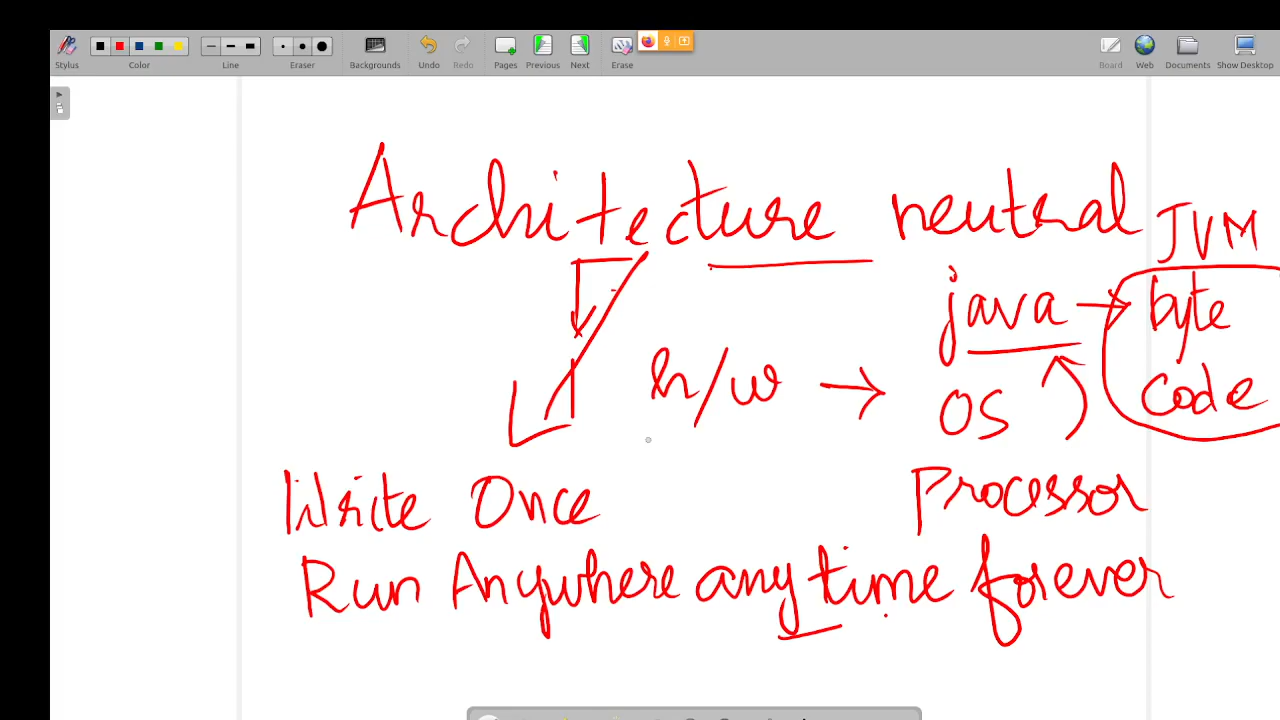 Stylus Color Line Eraser Backgrounds Undo Redo Pages Previous Next Erase Board Web Documents Show Desktop
Architecture neutral JVM
java → byte
code
h/w → OS
Processor
Write Once
Run Anywhere any time forever